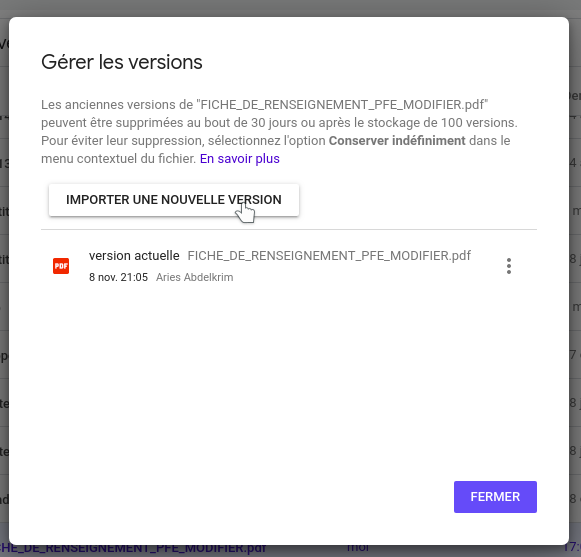 Gérer les versions
Les anciennes versions de "FICHE_DE_RENSEIGNEMENT_PFE_MODIFIER.pdf"
peuvent être supprimées au bout de 30 jours ou après le stockage de 100 versions.
Pour éviter leur suppression, sélectionnez l'option Conserver indéfiniment dans le
menu contextuel du fichier. En savoir plus
IMPORTER UNE NOUVELLE VERSION
PDF
version actuelle FICHE_DE_RENSEIGNEMENT_PFE_MODIFIER.pdf
8 nov. 21:05 Aries Abdelkrim
FERMER
HE_DE_RENSEIGNEMENT_PFE_MODIFIER.pdf moi